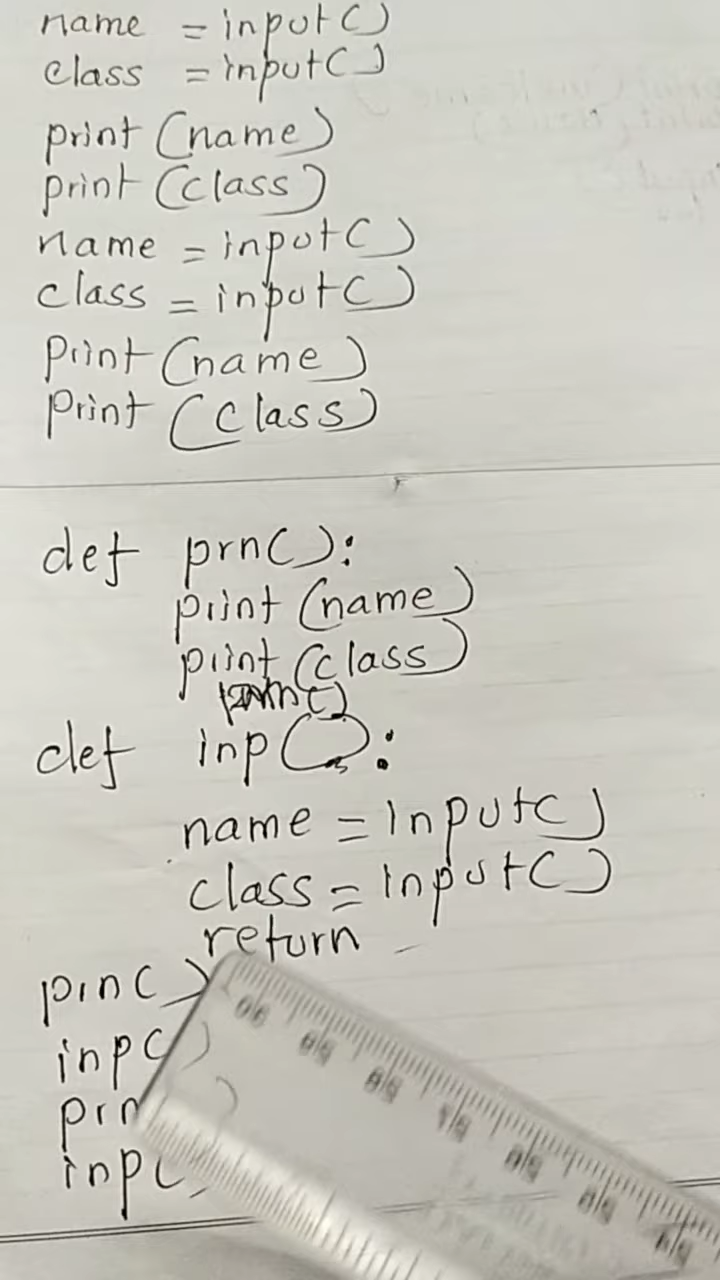 name = input()
class = input()
print (name)
print (class)
name = input()
class = input()
print (name)
print (class)
def prn():
print (name)
print (class)
def inp():
name = input()
class = input()
return
prn()
inp()
prn
inp(